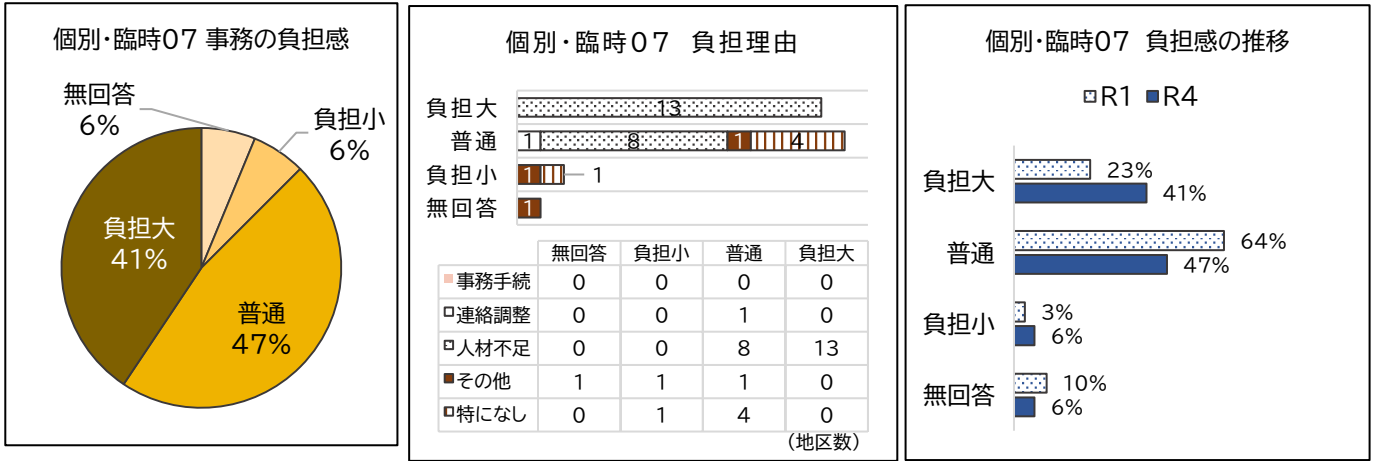 個別・臨時07 事務の負担感
無回答
6%
負担小
6%
負担大
41%
普通
47%
個別・臨時07 負担理由
負担大
13
普通
1 8 1 4
負担小
1 1
無回答
1
無回答 負担小 普通 負担大
事務手続 0 0 0 0
連絡調整 0 0 1 0
人材不足 0 0 8 13
その他 1 1 1 0
特になし 0 1 4 0
（地区数）
個別・臨時07 負担感の推移
R1 R4
負担大
23%
41%
普通
64%
47%
負担小
3%
6%
無回答
10%
6%